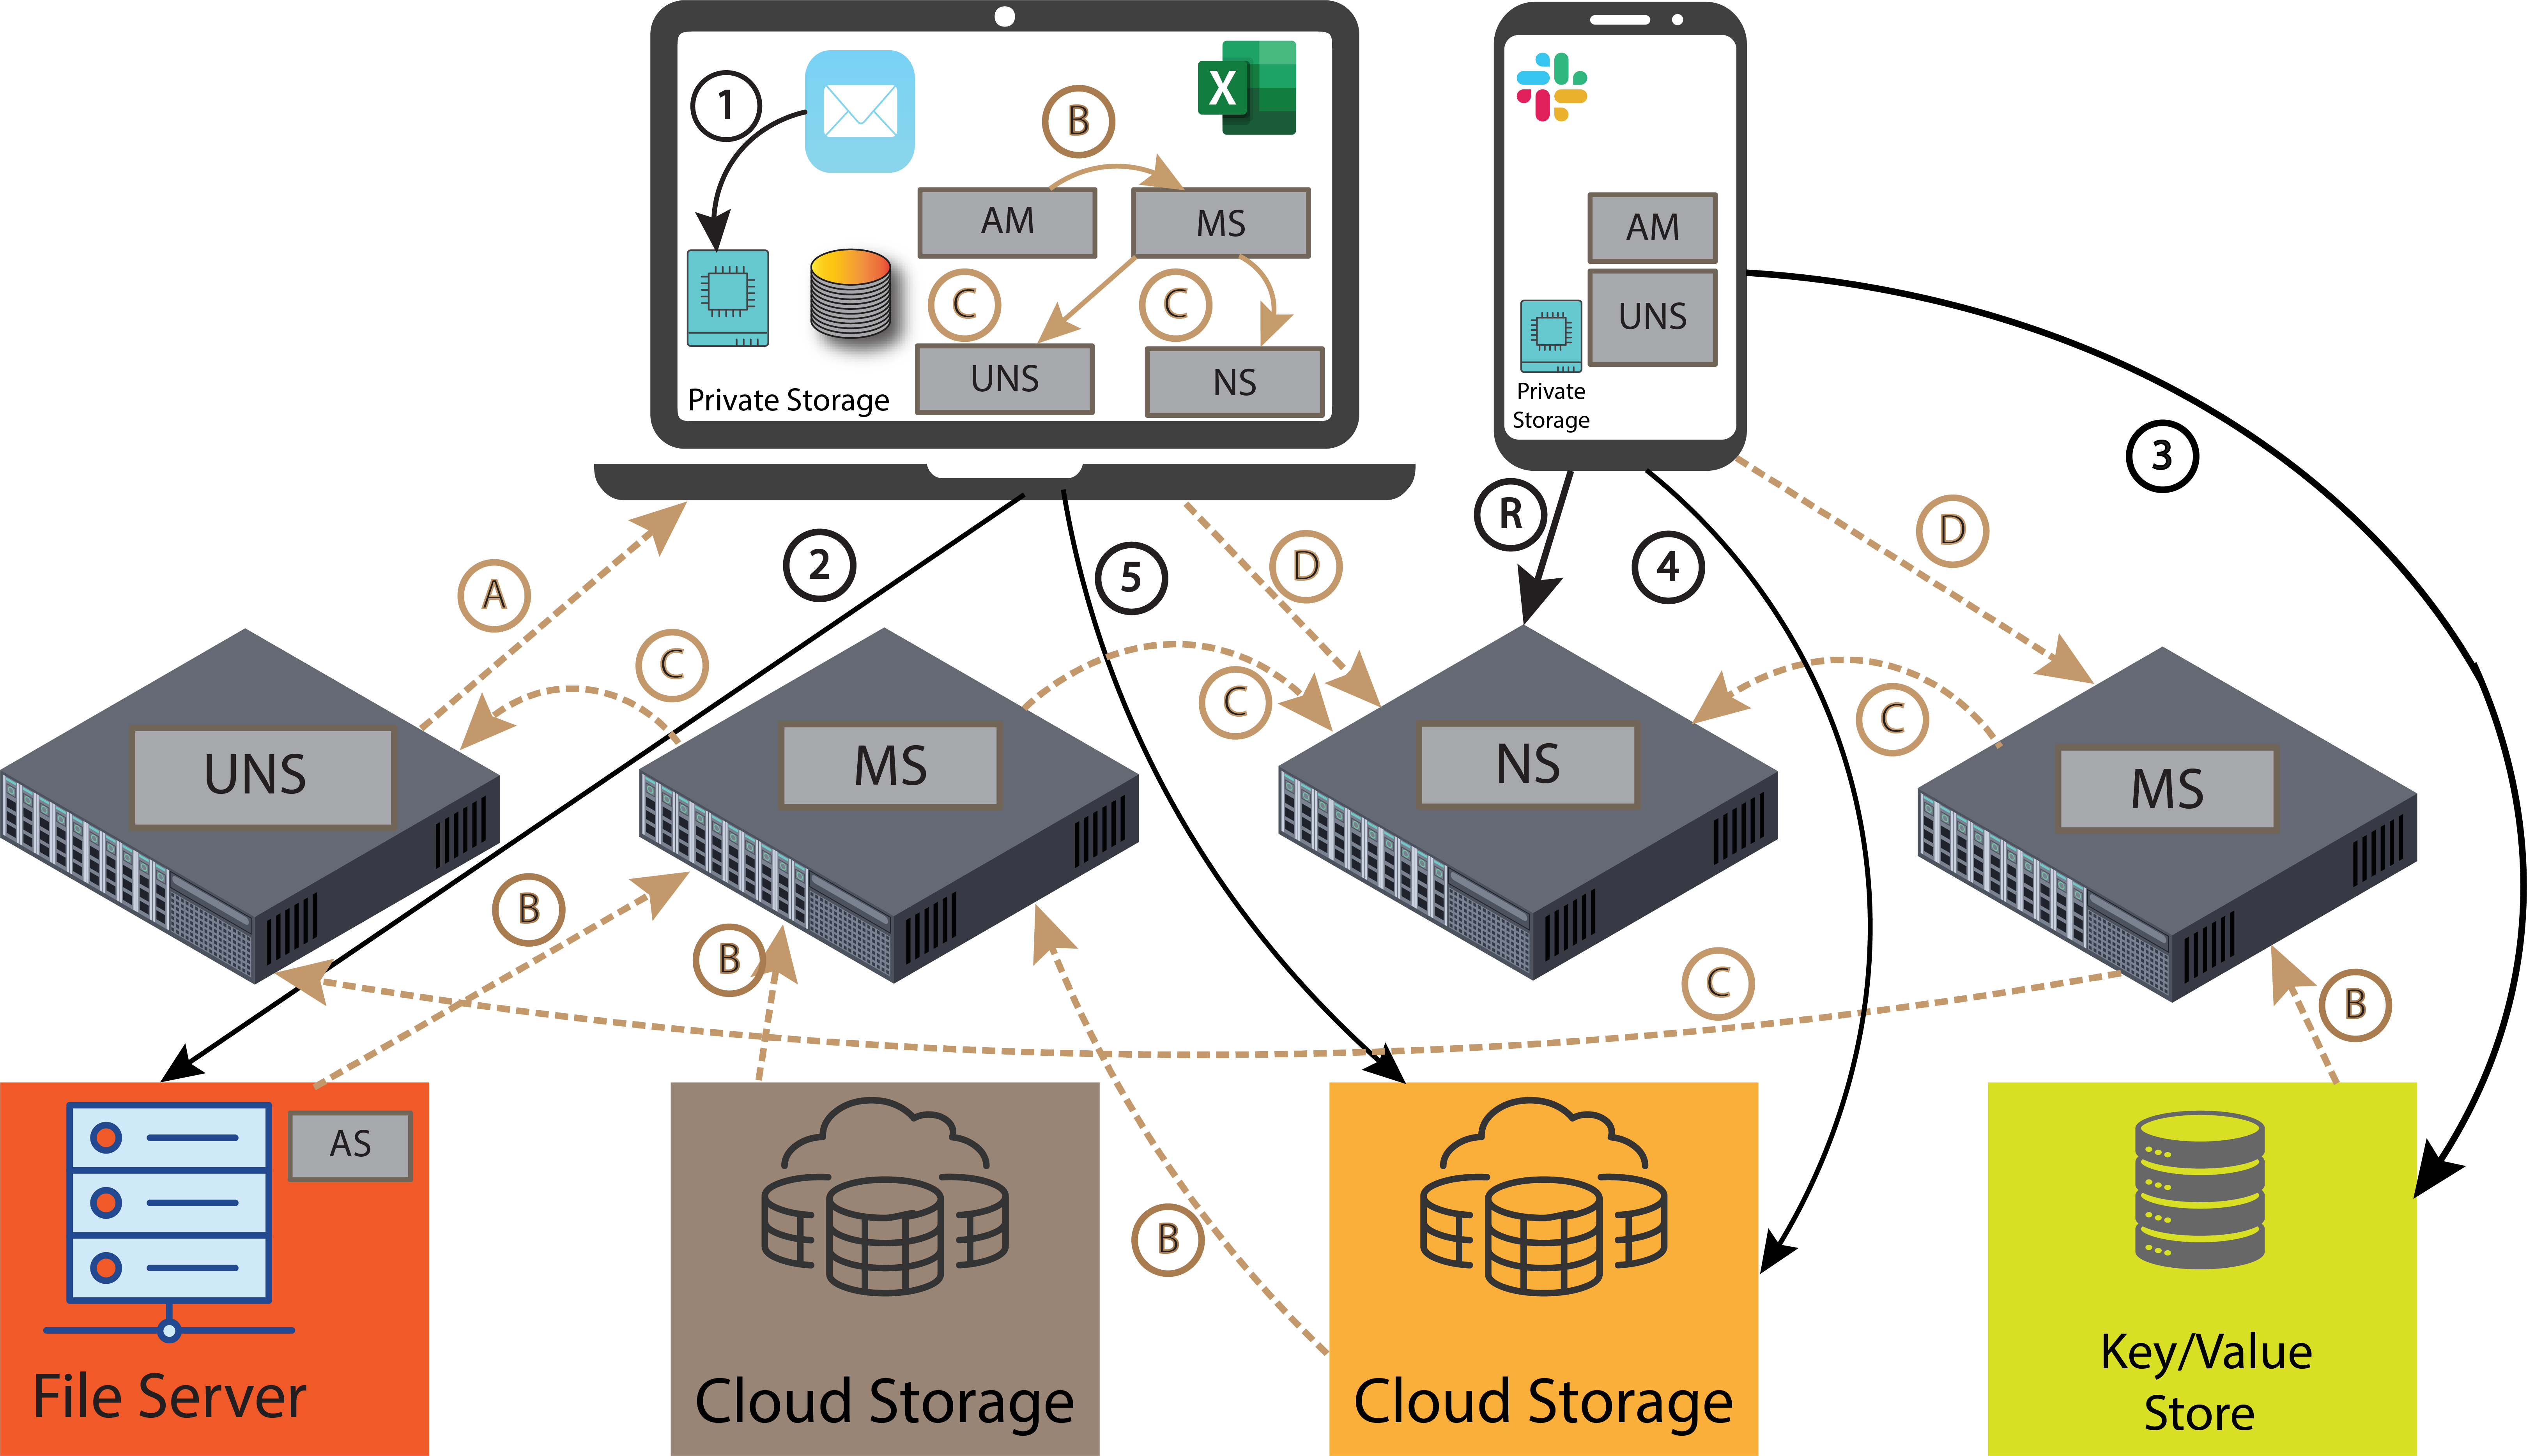 1
B
X
AM
MS
C
C
UNS
NS
Private Storage
AM
UNS
Private
Storage
3
A
2
5
D
R
4
D
C
C
C
UNS
MS
NS
MS
B
B
C
B
B
AS
File Server
Cloud Storage
Cloud Storage
Key/Value
Store